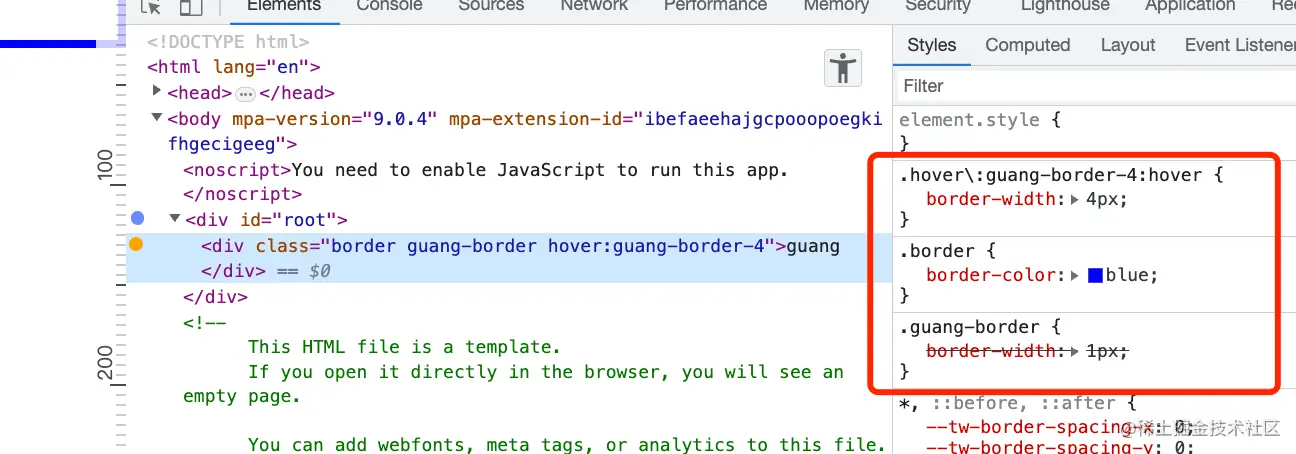 Elements Console Sources Network Performance Memory Security Lighthouse Application
<!DOCTYPE html>
<html lang="en">
<head> … </head>
<body mpa-version="9.0.4" mpa-extension-id="ibefaeehajgcpooopoegki
fhgecigeeg">
<noscript>You need to enable JavaScript to run this app.
</noscript>
<div id="root">
<div class="border guang-border hover:guang-border-4">guang
</div> == $0
</div>
<!--
This HTML file is a template.
If you open it directly in the browser, you will see an
empty page.
You can add webfonts, meta tags, or analytics to this file.
100
200
Styles Computed Layout Event Listener
Filter
element.style {
}
.hover\:guang-border-4:hover {
border-width: 4px;
}
.border {
border-color: blue;
}
.guang-border {
border-width: 1px;
}
*, ::before, ::after {
--tw-border-spacing-x: 0;
--tw-border-spacing-y: 0;
@稀土掘金技术社区